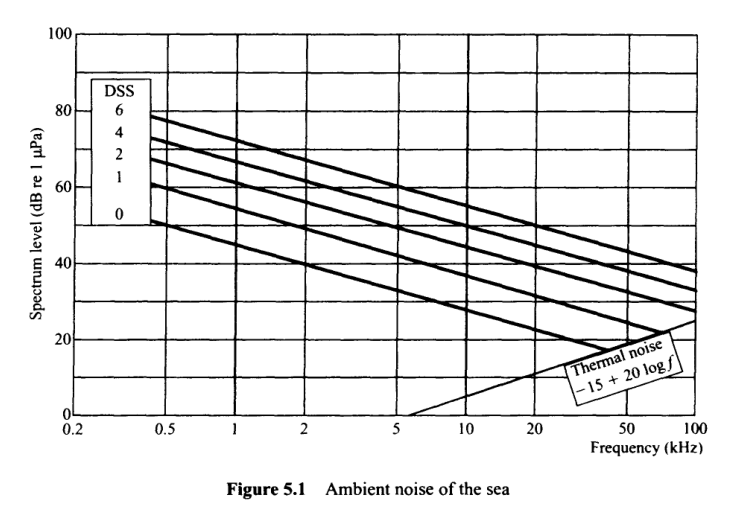 100
80
60
40
20
0
Spectrum level (dB re 1 μPa)
DSS
6
4
2
1
0
Thermal noise
−15 + 20 log f
0.2 0.5 1 2 5 10 20 50 100
Frequency (kHz)
Figure 5.1 Ambient noise of the sea